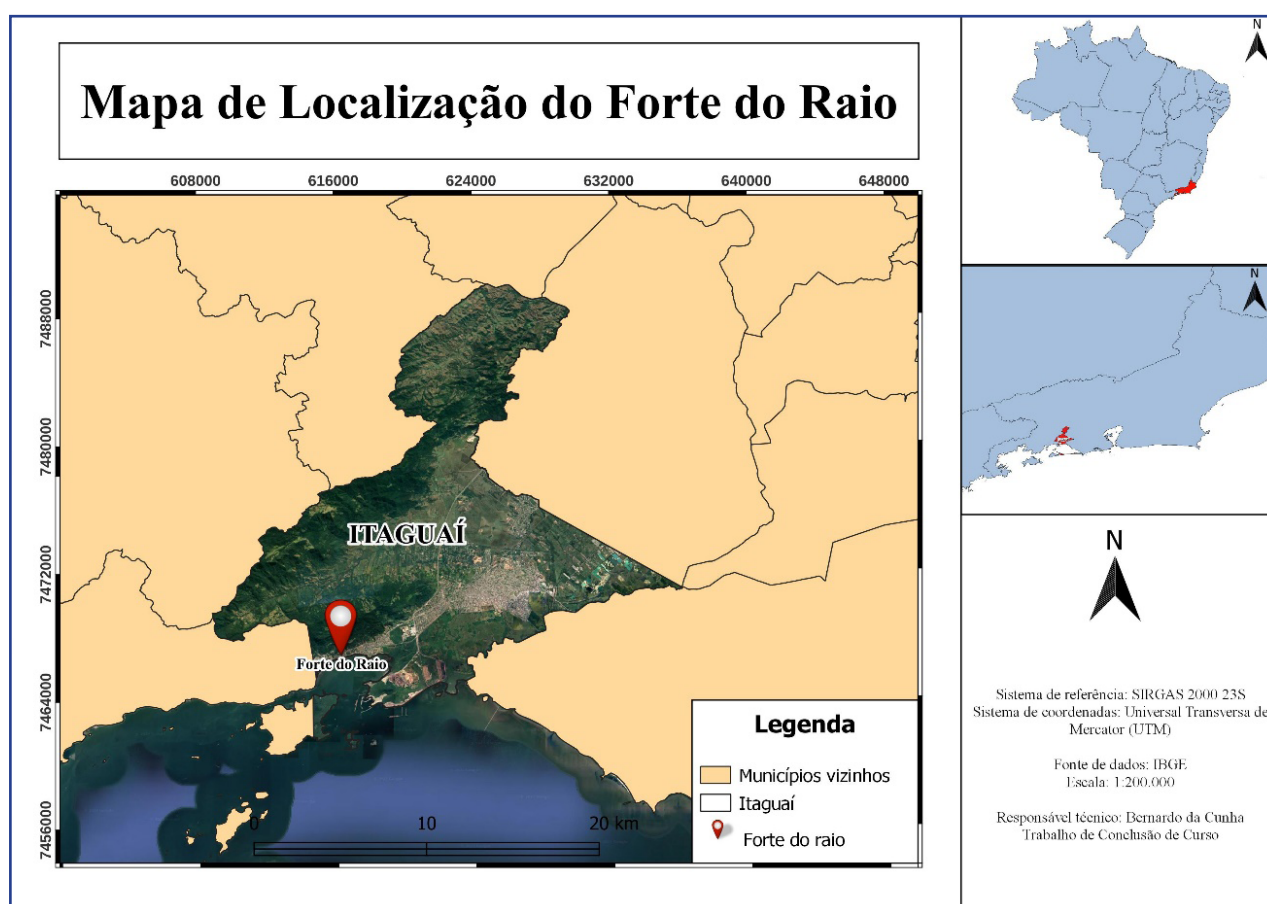 Mapa de Localização do Forte do Raio
608000 616000 624000 632000 640000 648000
7488000
7480000
7472000
7464000
7456000
ITAGUAÍ
Forte do Raio
0 10 20 km
Legenda
Municípios vizinhos
Itaguaí
Forte do raio
N
N
N
Sistema de referência: SIRGAS 2000 23S
Sistema de coordenadas: Universal Transversa de
Mercator (UTM)
Fonte de dados: IBGE
Escala: 1:200.000
Responsável técnico: Bernardo da Cunha
Trabalho de Conclusão de Curso